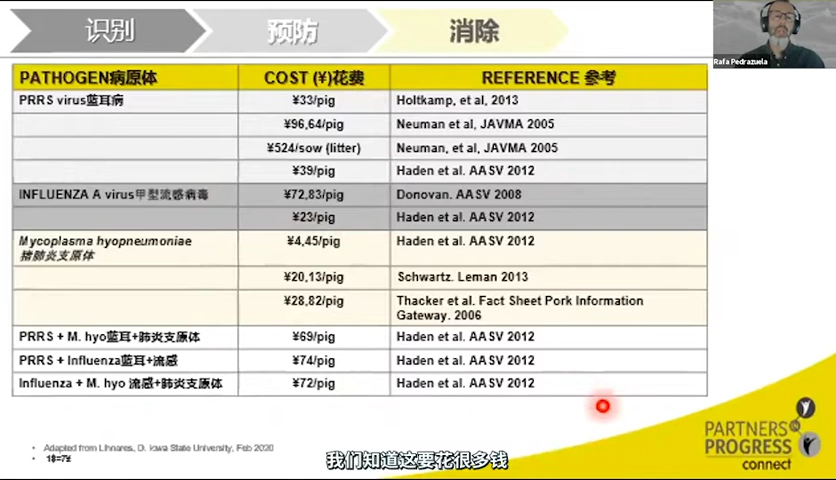 识别 预防 消除
Rafa Pedrazuela
PATHOGEN病原体 COST (¥)花费 REFERENCE 参考
PRRS virus蓝耳病 ¥33/pig Holtkamp, et al, 2013
¥96,64/pig Neuman et al, JAVMA 2005
¥524/sow (litter) Neuman, et al, JAVMA 2005
¥39/pig Haden et al. AASV 2012
INFLUENZA A virus甲型流感病毒 ¥72,83/pig Donovan. AASV 2008
¥23/pig Haden et al. AASV 2012
Mycoplasma hyopneumoniae ¥4,45/pig Haden et al. AASV 2012
猪肺炎支原体
¥20,13/pig Schwartz. Leman 2013
¥28,82/pig Thacker et al. Fact Sheet Pork Information
Gateway. 2006
PRRS + M. hyo蓝耳+肺炎支原体 ¥69/pig Haden et al. AASV 2012
PRRS + Influenza蓝耳+流感 ¥74/pig Haden et al. AASV 2012
Influenza + M. hyo 流感+肺炎支原体 ¥72/pig Haden et al. AASV 2012
PARTNERS IN
PROGRESS
connect
Adapted from Lihnares, D. Iowa State University, Feb 2020
1$=7¥
我们知道这要花很多钱